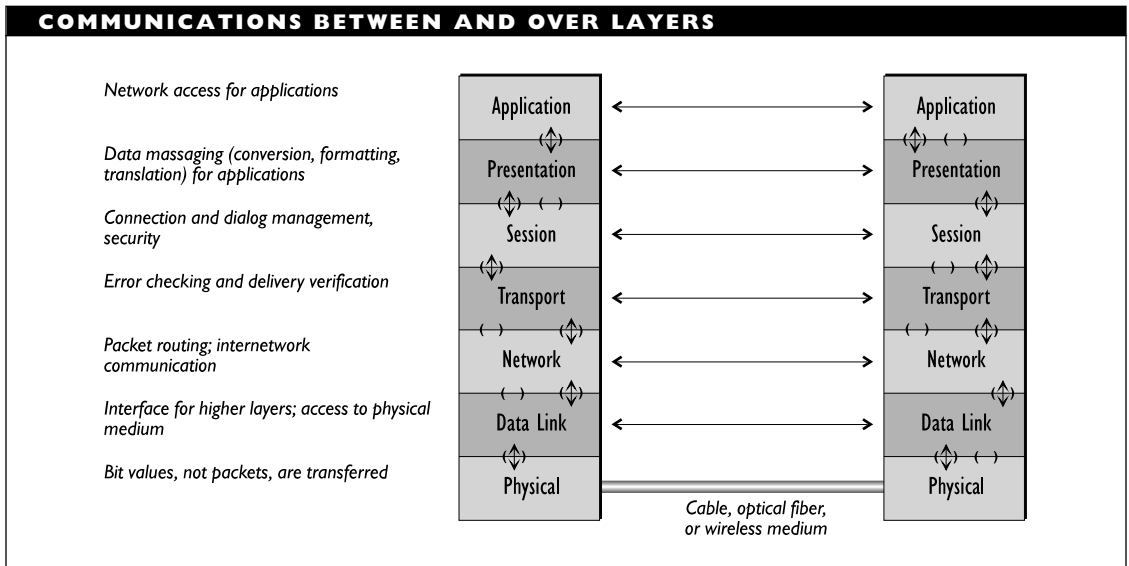 COMMUNICATIONS BETWEEN AND OVER LAYERS
Network access for applications
Application
Application
Data massaging (conversion, formatting,
translation) for applications
Presentation
Presentation
Connection and dialog management,
security
Session
Session
Error checking and delivery verification
Transport
Transport
Packet routing; internetwork
communication
Network
Network
Interface for higher layers; access to physical
medium
Data Link
Data Link
Bit values, not packets, are transferred
Physical
Physical
Cable, optical fiber,
or wireless medium